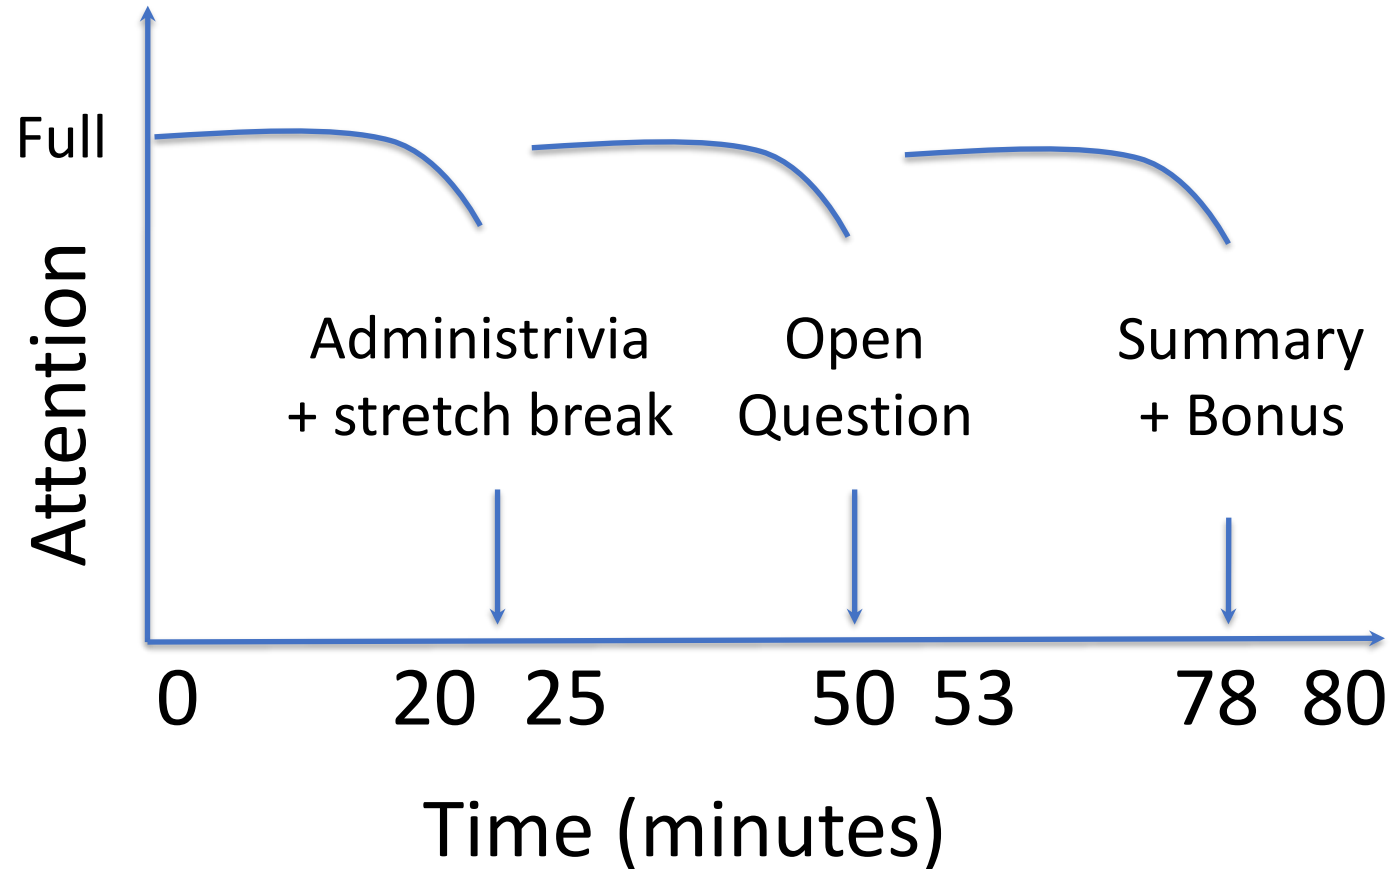 Full
Attention
Administrivia
+ stretch break
Open
Question
Summary
+ Bonus
0 20 25 50 53 78 80
Time (minutes)